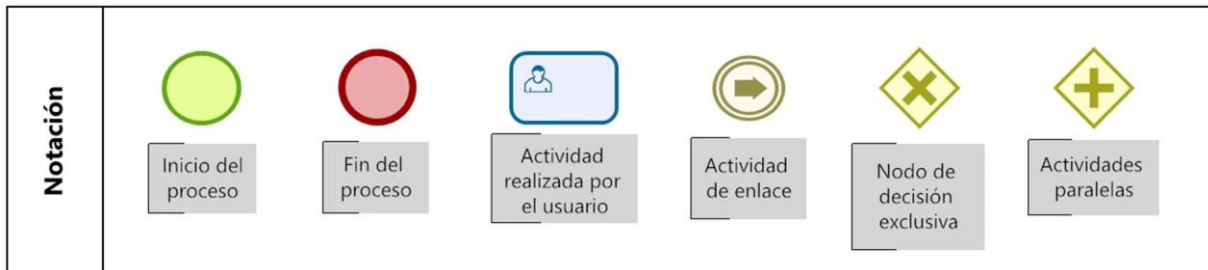 Notación
Inicio del
proceso
Fin del
proceso
Actividad
realizada por
el usuario
Actividad
de enlace
Nodo de
decisión
exclusiva
Actividades
paralelas